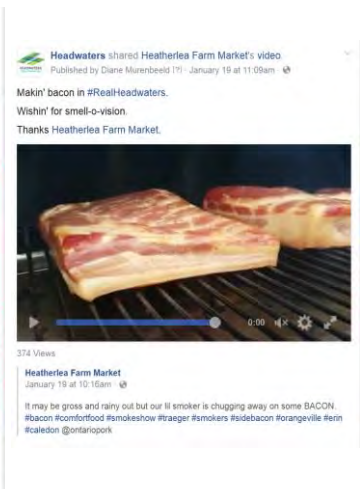 Headwaters shared Heatherlea Farm Market's video
Published by Diane Murenbeeld [?] · January 19 at 11:09am ·
Makin' bacon in #RealHeadwaters.
Wishin' for smell-o-vision.
Thanks Heatherlea Farm Market.
0:00
374 Views
Heatherlea Farm Market
January 19 at 10:16am ·
It may be gross and rainy out but our lil smoker is chugging away on some BACON.
#bacon #comfortfood #smokeshow #traeger #smokers #sidebacon #orangeville #erin
#caledon @ontariopork